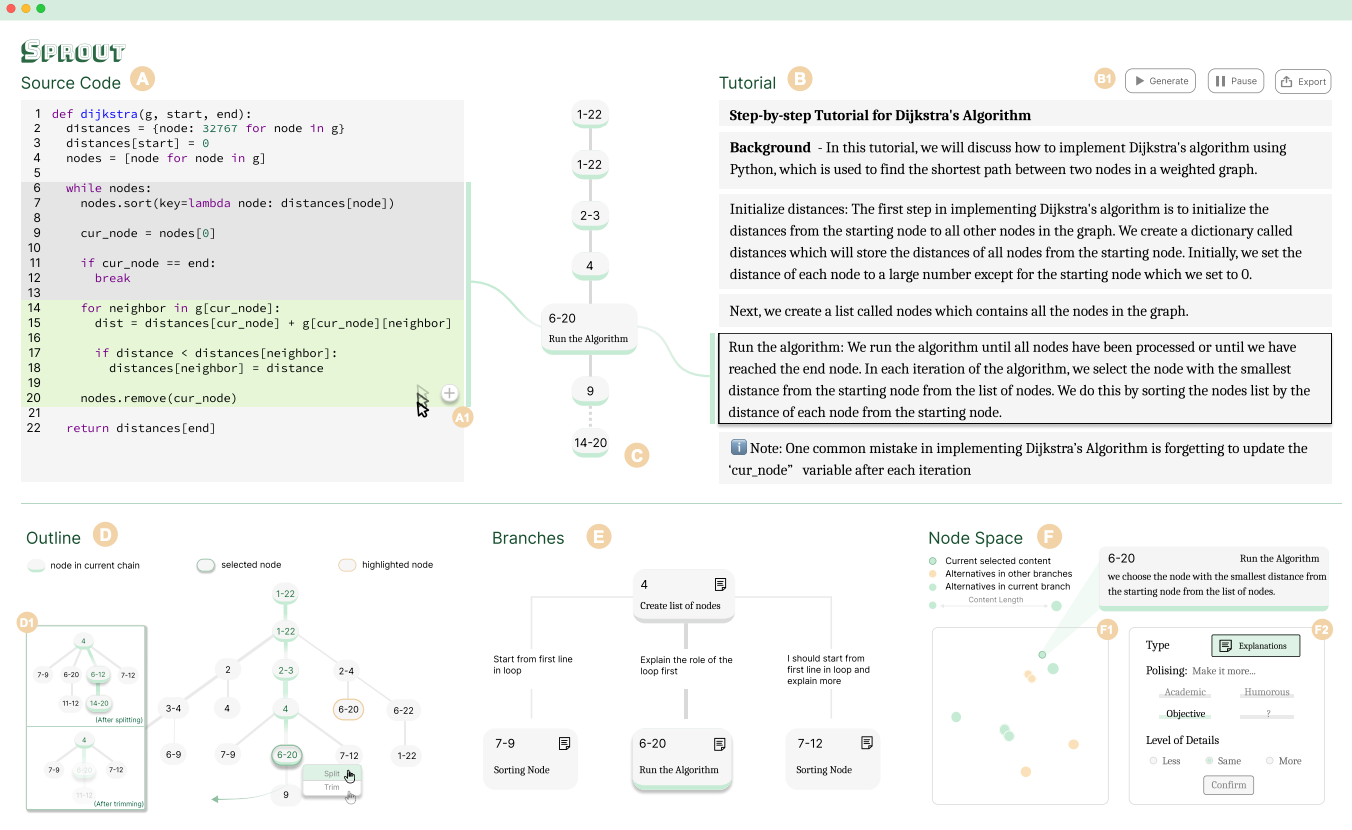 SPROUT
Source Code A
1 def dijkstra(g, start, end):
2 distances = {node: 32767 for node in g}
3 distances[start] = 0
4 nodes = [node for node in g]
5
6 while nodes:
7 nodes.sort(key=lambda node: distances[node])
8
9 cur_node = nodes[0]
10
11 if cur_node == end:
12 break
13
14 for neighbor in g[cur_node]:
15 dist = distances[cur_node] + g[cur_node][neighbor]
16
17 if distance < distances[neighbor]:
18 distances[neighbor] = distance
19
20 nodes.remove(cur_node)
21
22 return distances[end]
A1
1-22
1-22
2-3
4
6-20
Run the Algorithm
9
14-20
C
Tutorial B
B1 Generate Pause Export
Step-by-step Tutorial for Dijkstra's Algorithm
Background - In this tutorial, we will discuss how to implement Dijkstra's algorithm using
Python, which is used to find the shortest path between two nodes in a weighted graph.
Initialize distances: The first step in implementing Dijkstra's algorithm is to initialize the
distances from the starting node to all other nodes in the graph. We create a dictionary called
distances which will store the distances of all nodes from the starting node. Initially, we set the
distance of each node to a large number except for the starting node which we set to 0.
Next, we create a list called nodes which contains all the nodes in the graph.
Run the algorithm: We run the algorithm until all nodes have been processed or until we have
reached the end node. In each iteration of the algorithm, we select the node with the smallest
distance from the starting node from the list of nodes. We do this by sorting the nodes list by the
distance of each node from the starting node.
i Note: One common mistake in implementing Dijkstra's Algorithm is forgetting to update the
‘cur_node” variable after each iteration
Outline D
node in current chain selected node highlighted node
1-22
1-22
2 2-3 2-4
3-4 4 4 6-20 6-22
6-9 7-9 6-20 7-12 1-22
Split
Trim
9
D1
4
7-9 6-20 6-12 7-12
11-12 14-20
(After splitting)
4
7-9 6-20 7-12
11-12
(After trimming)
Branches E
4
Create list of nodes
Start from first line
in loop
Explain the role of the
loop first
I should start from
first line in loop and
explain more
7-9
Sorting Node
6-20
Run the Algorithm
7-12
Sorting Node
Node Space F
Current selected content
Alternatives in other branches
Alternatives in current branch
Content Length
6-20 Run the Algorithm
we choose the node with the smallest distance from
the starting node from the list of nodes.
F1
F2
Type Explanations
Polising: Make it more...
Academic Humorous
Objective ?
Level of Details
Less Same More
Confirm